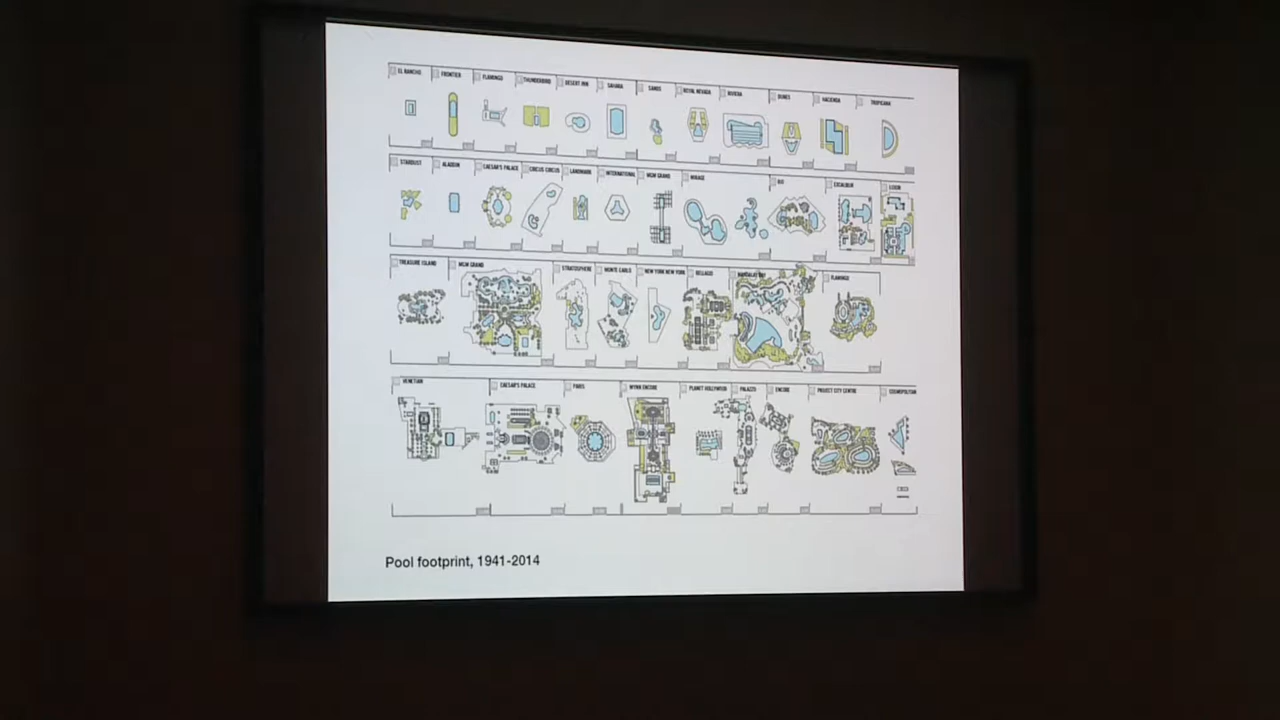 EL RANCHO FRONTIER FLAMINGO THUNDERBIRD DESERT INN SAHARA SANDS ROYAL NEVADA RIVIERA DUNES HACIENDA TROPICANA
STARDUST ALADDIN CAESAR'S PALACE CIRCUS CIRCUS LANDMARK INTERNATIONAL MGM GRAND MIRAGE RIO EXCALIBUR LUXOR
TREASURE ISLAND MGM GRAND STRATOSPHERE MONTE CARLO NEW YORK NEW YORK BELLAGIO MANDALAY BAY FLAMINGO
VENETIAN CAESAR'S PALACE PARIS WYNN ENCORE PLANET HOLLYWOOD PALAZZO ENCORE PROJECT CITY CENTRE COSMOPOLITAN
Pool footprint, 1941-2014